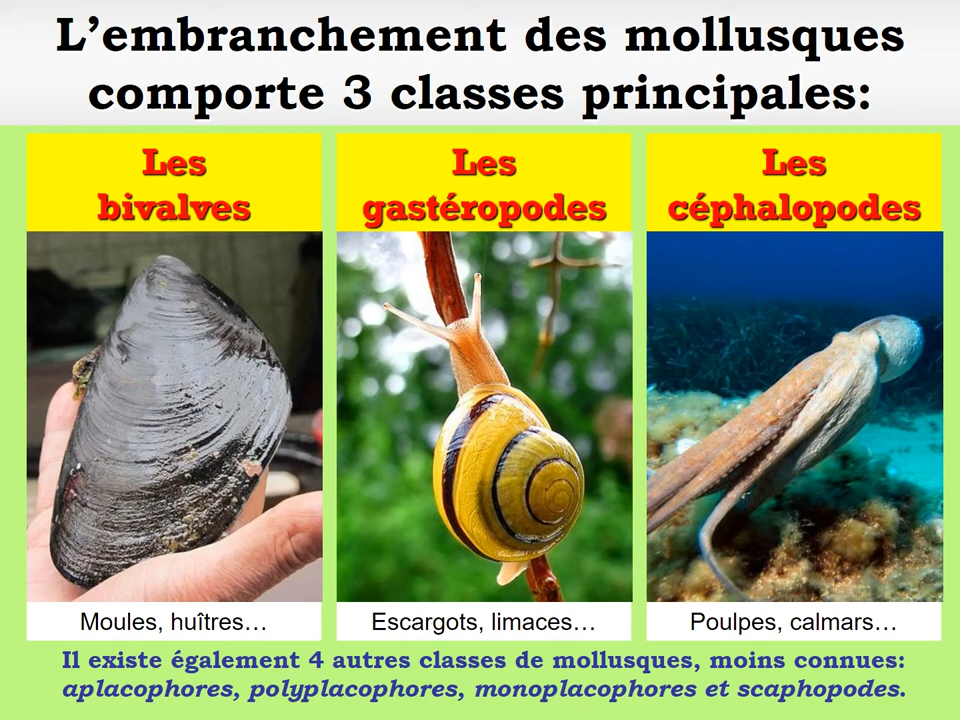 L’embranchement des mollusques
comporte 3 classes principales:
Les
bivalves
Les
gastéropodes
Les
céphalopodes
Moules, huîtres…
Escargots, limaces…
Poulpes, calmars…
Il existe également 4 autres classes de mollusques, moins connues:
aplacophores, polyplacophores, monoplacophores et scaphopodes.